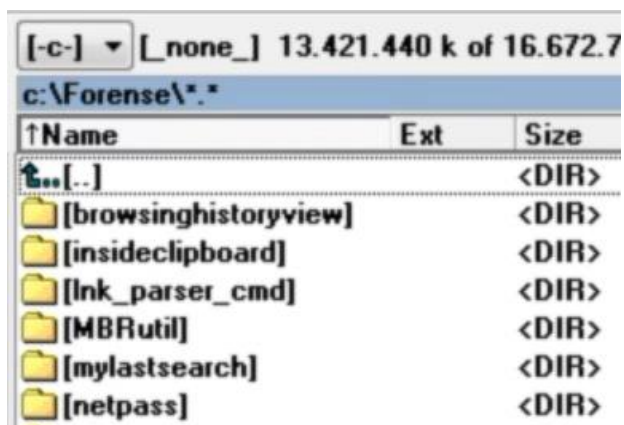 [-c-] [_none_] 13.421.440 k of 16.672.7
c:\Forense\*.*
↑Name Ext Size
[..] <DIR>
[browsinghistoryview] <DIR>
[insideclipboard] <DIR>
[lnk_parser_cmd] <DIR>
[MBRutil] <DIR>
[mylastsearch] <DIR>
[netpass] <DIR>